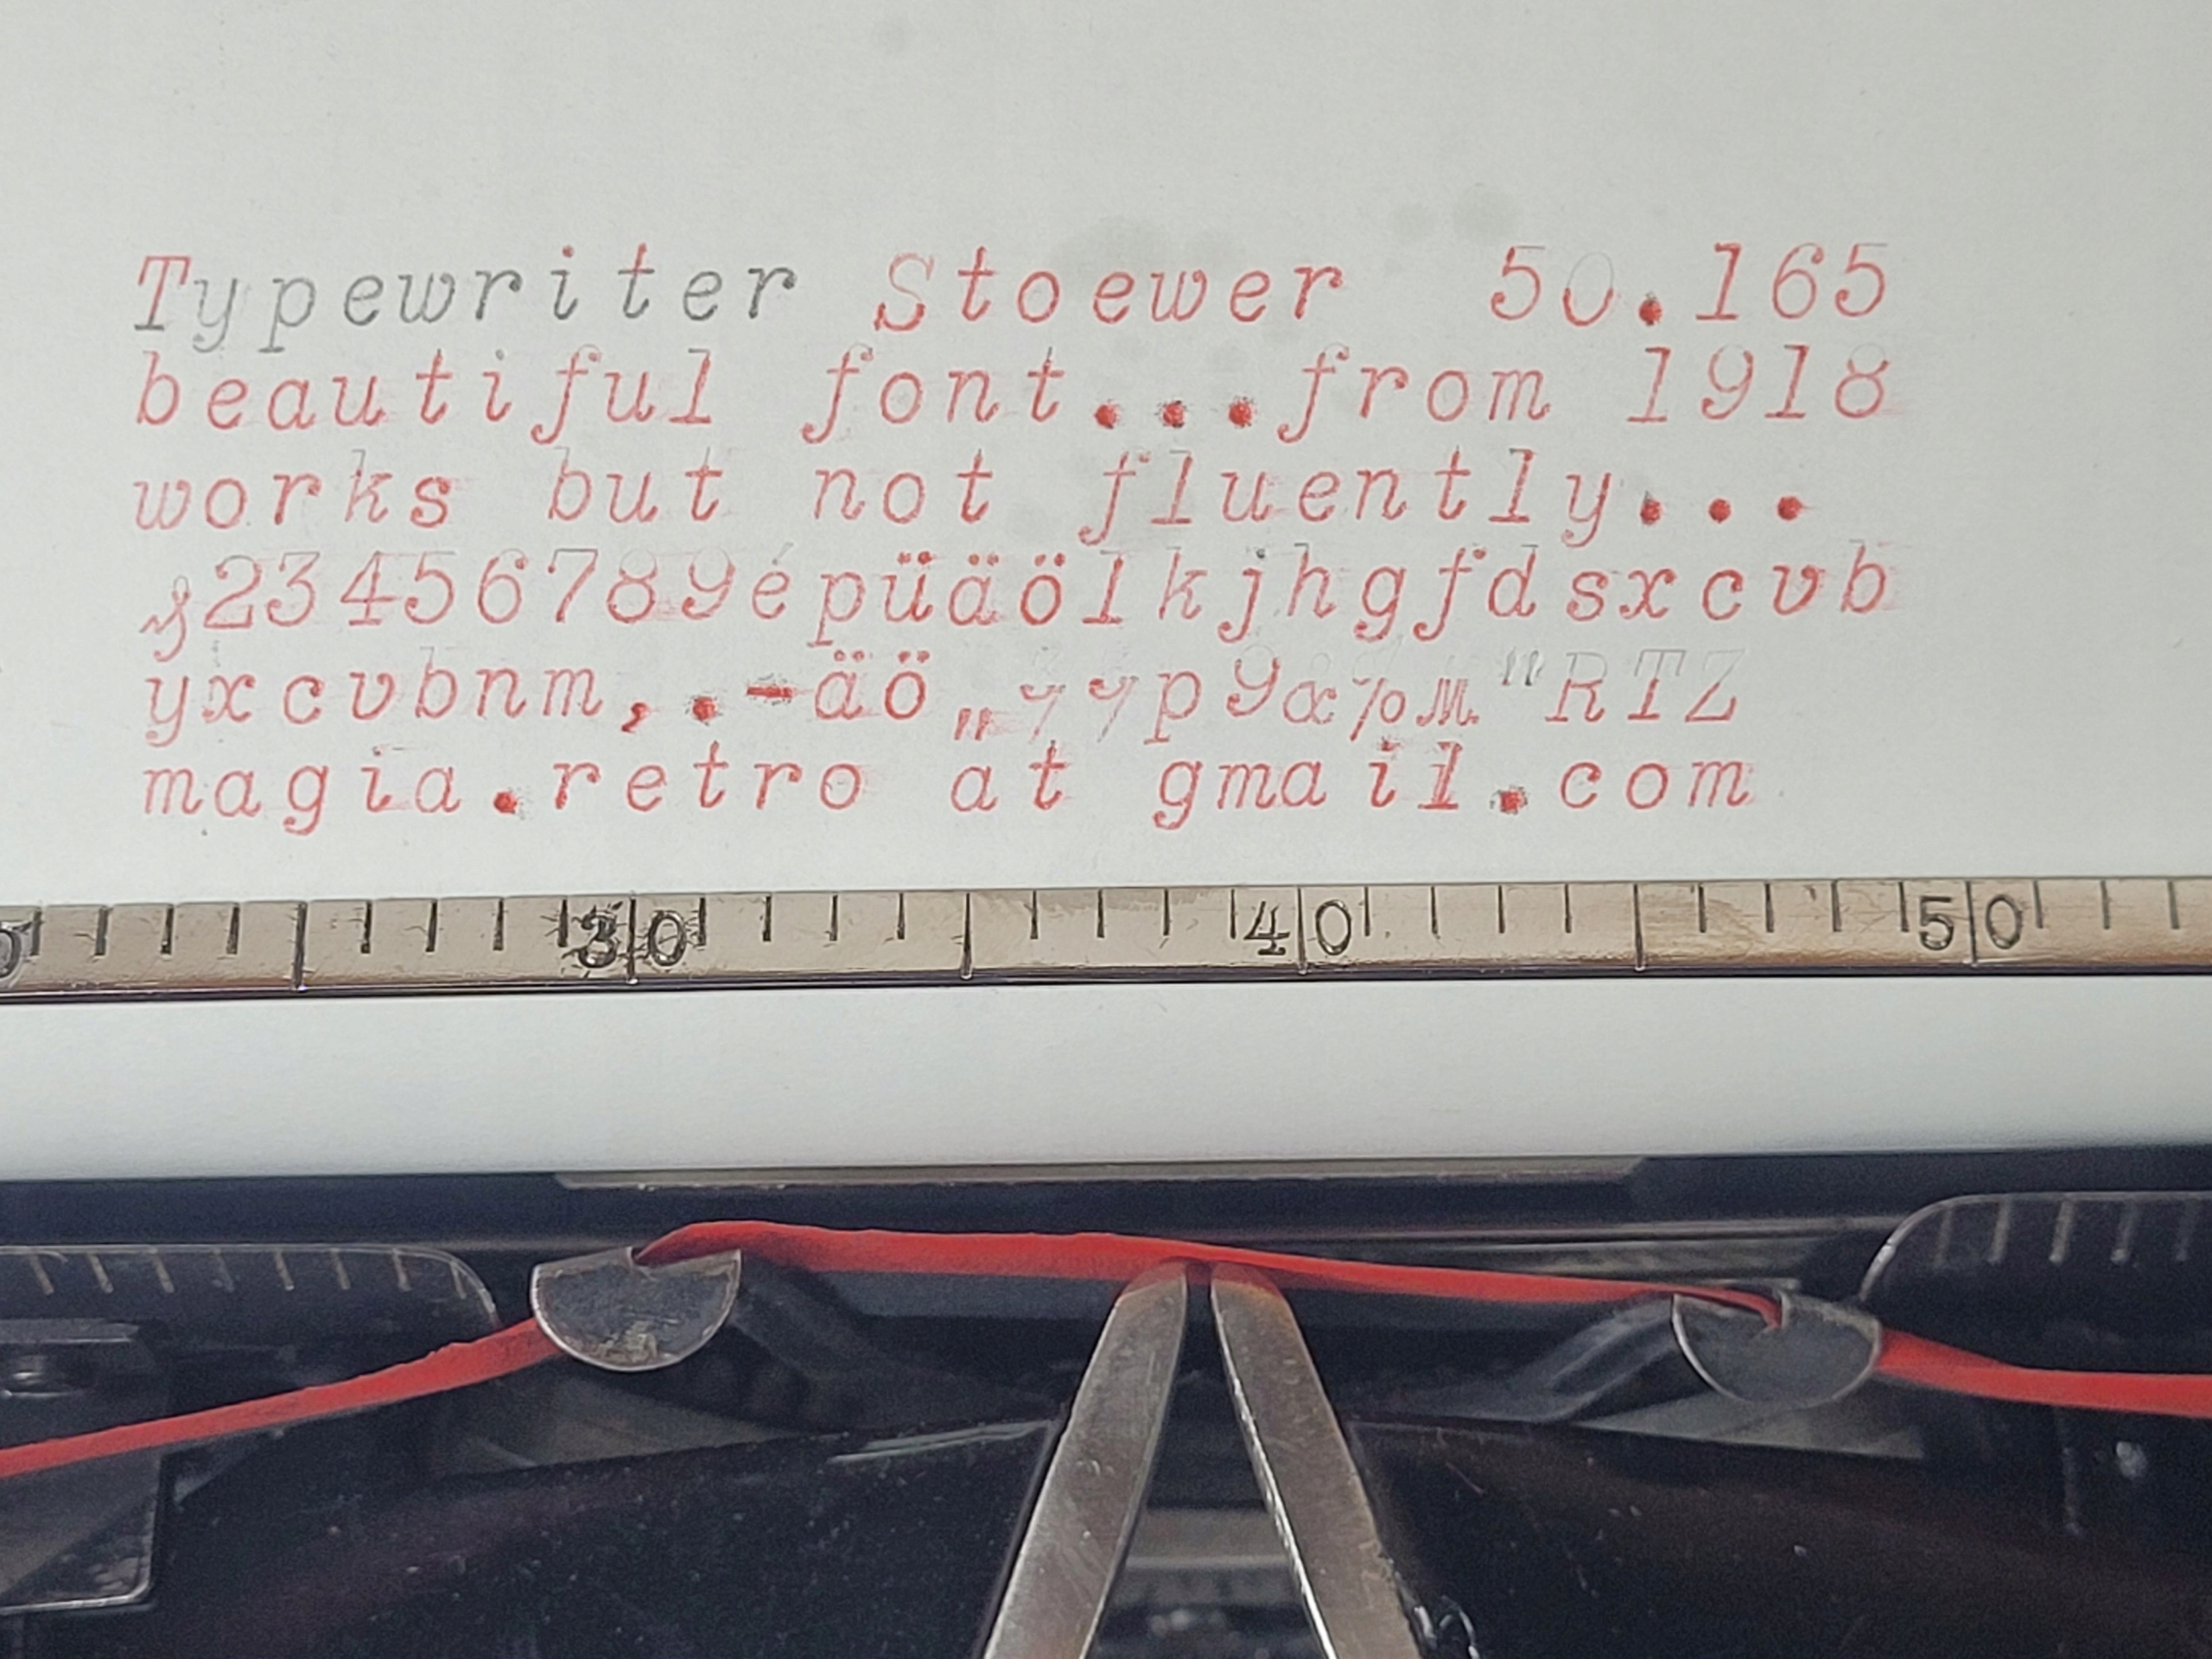 Typewriter Stoewer 50.165
beautiful font...from 1918
works but not fluently...
23456789épüäölkjhgfdsxcvb
yxcvbnm,.-äö„ p9 % M "RTZ
magia.retro at gmail.com
30 40 50